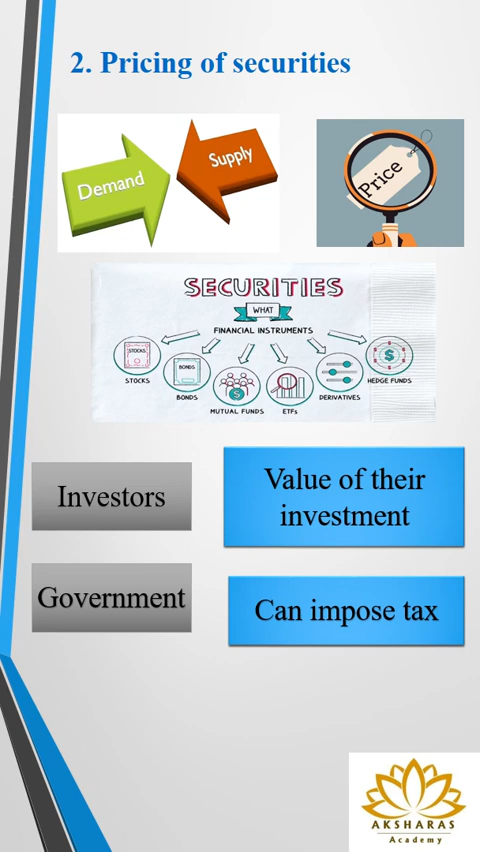 2. Pricing of securities
Demand
Supply
Price
SECURITIES
WHAT
FINANCIAL INSTRUMENTS
STOCKS
BONDS
STOCKS
BONDS
MUTUAL FUNDS
ETFs
DERIVATIVES
HEDGE FUNDS
Investors
Value of their
investment
Government
Can impose tax
AKSHARAS
Academy